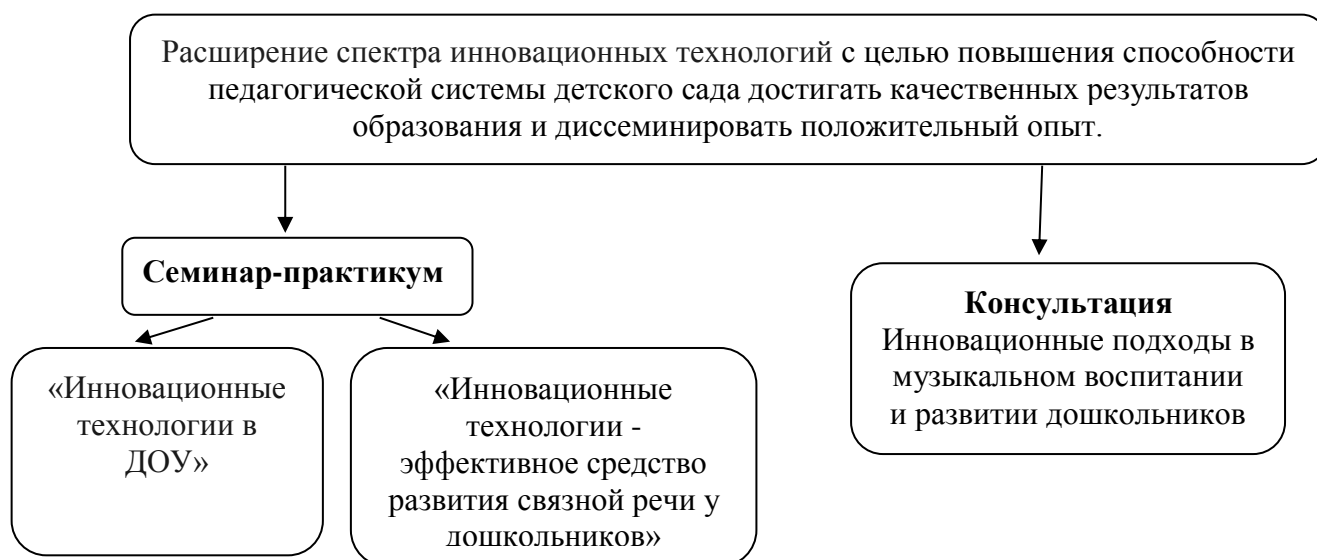 Расширение спектра инновационных технологий с целью повышения способности
педагогической системы детского сада достигать качественных результатов
образования и диссеминировать положительный опыт.
Семинар-практикум
«Инновационные
технологии в
ДОУ»
«Инновационные
технологии -
эффективное средство
развития связной речи у
дошкольников»
Консультация
Инновационные подходы в
музыкальном воспитании
и развитии дошкольников